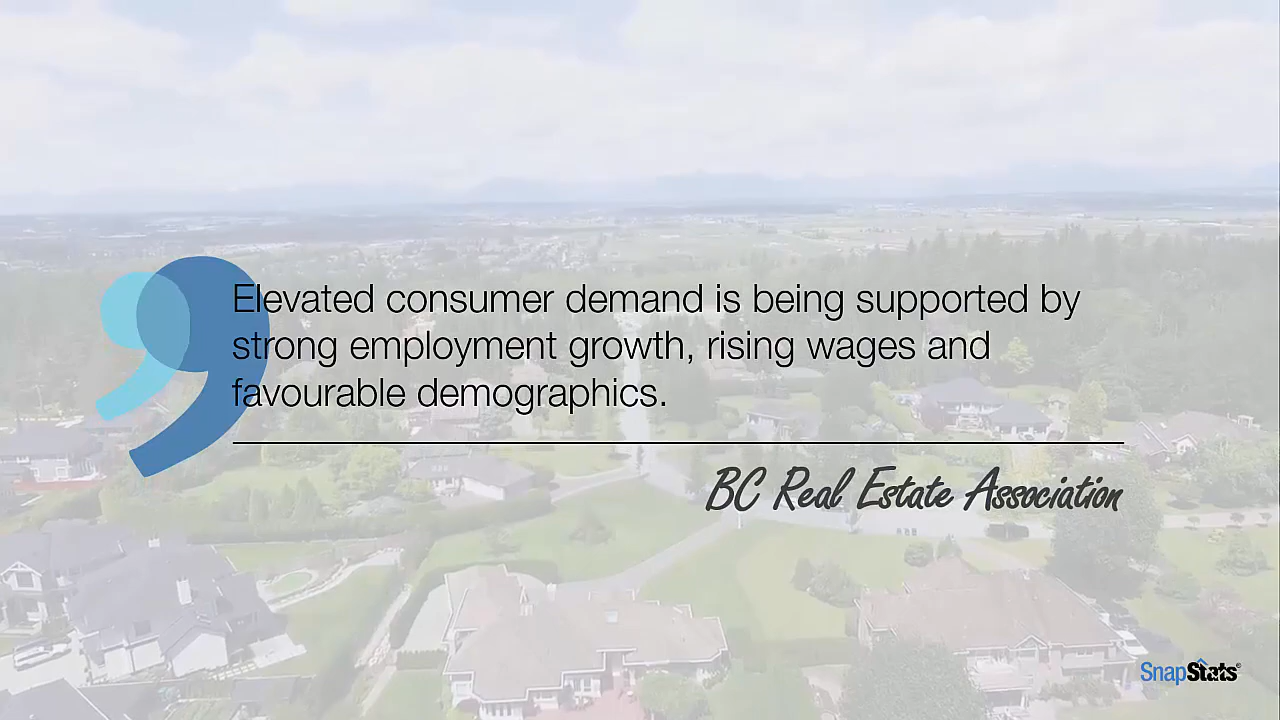 Elevated consumer demand is being supported by
strong employment growth, rising wages and
favourable demographics.
BC Real Estate Association
SnapStats®